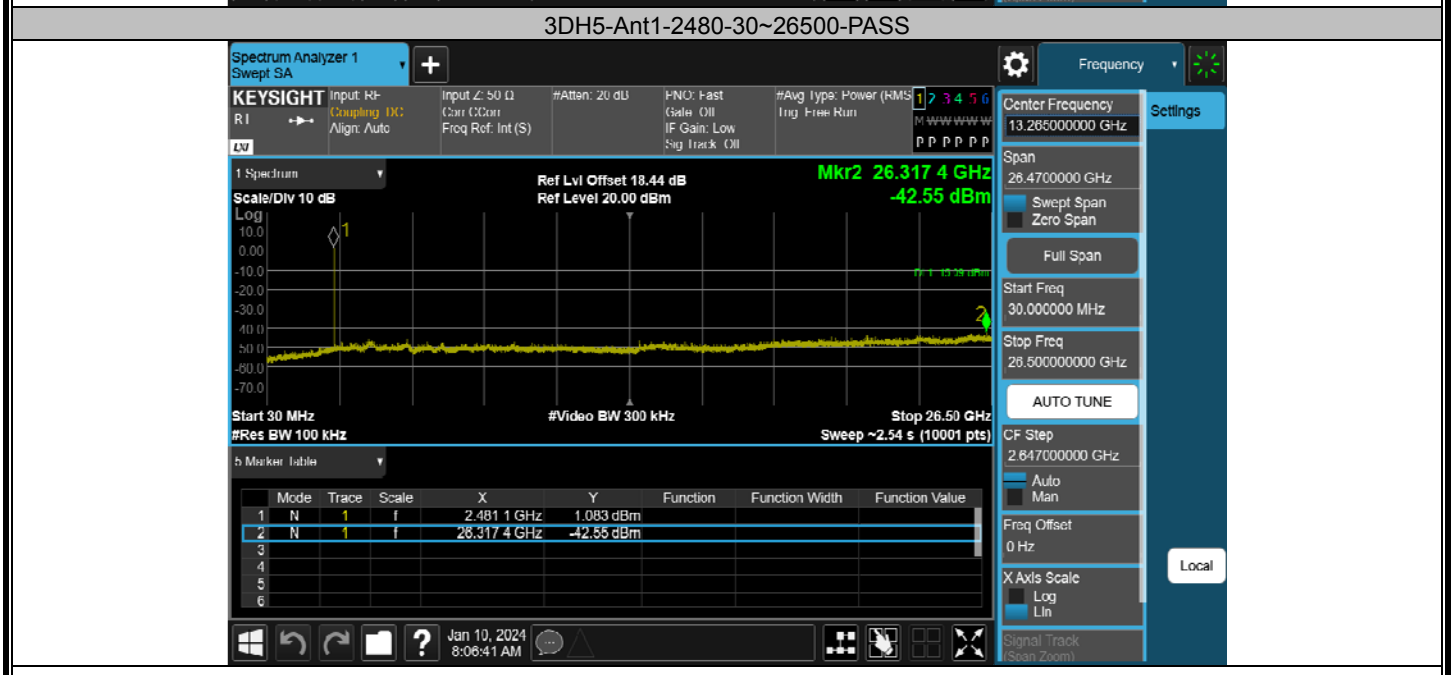 3DH5-Ant1-2480-30~26500-PASS
Spectrum Analyzer 1
Swept SA
+
Frequency
KEYSIGHT
RL
LXI
Input: RF
Coupling: DC
Align: Auto
Input Z: 50 Ω
Corr CCorr
Freq Ref: Int (S)
#Atten: 20 dB
PNO: Fast
Gate: Off
IF Gain: Low
Sig Track: Off
#Avg Type: Power (RMS
Trig: Free Run
1 2 3 4 5 6
M W W W W W
P P P P P P
1 Spectrum
Scale/Div 10 dB
Ref Lvl Offset 18.44 dB
Ref Level 20.00 dBm
Mkr2 26.317 4 GHz
-42.55 dBm
Log
10.0
0.00
-10.0
-20.0
-30.0
-40.0
-50.0
-60.0
-70.0
1
2
Start 30 MHz
#Video BW 300 kHz
Stop 26.50 GHz
#Res BW 100 kHz
Sweep ~2.54 s (10001 pts)
5 Marker Table
Mode Trace Scale X Y Function Function Width Function Value
1 N 1 f 2.481 1 GHz 1.083 dBm
2 N 1 f 26.317 4 GHz -42.55 dBm
3
4
5
6
Center Frequency
13.265000000 GHz
Settings
Span
26.4700000 GHz
Swept Span
Zero Span
Full Span
Start Freq
30.000000 MHz
Stop Freq
26.500000000 GHz
AUTO TUNE
CF Step
2.647000000 GHz
Auto
Man
Freq Offset
0 Hz
Local
X Axis Scale
Log
Lin
Signal Track
(Span Zoom)
?
Jan 10, 2024
8:06:41 AM